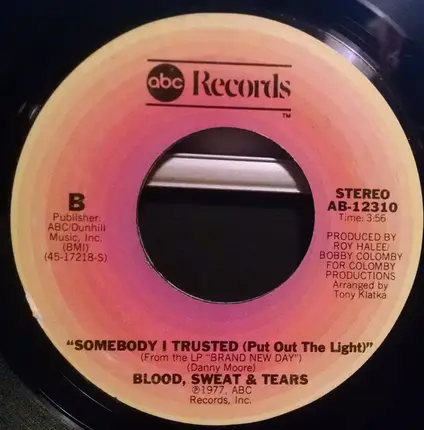 abc Records
TM
B
Publisher:
ABC/Dunhill
Music, Inc.
(BMI)
(45-17218-S)
STEREO
AB-12310
Time: 3:56
PRODUCED BY
ROY HALEE/
BOBBY COLOMBY
FOR COLOMBY
PRODUCTIONS
Arranged by
Tony Klatka
"SOMEBODY I TRUSTED (Put Out The Light)"
(From the LP "BRAND NEW DAY")
(Danny Moore)
BLOOD, SWEAT & TEARS
℗1977, ABC
Records, Inc.